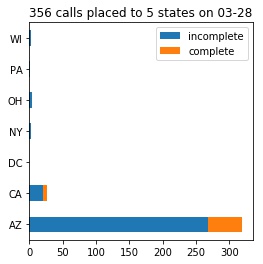 356 calls placed to 5 states on 03-28
incomplete
complete
WI
PA
OH
NY
DC
CA
AZ
0 50 100 150 200 250 300